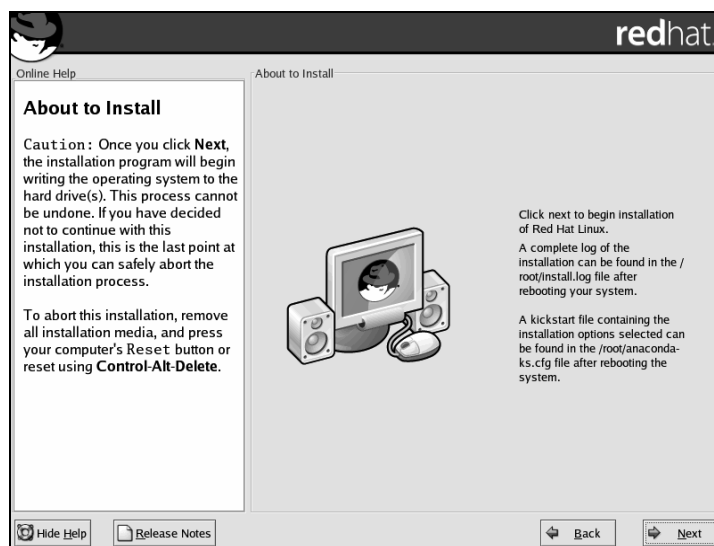 redhat.
Online Help
About to Install
About to Install
Caution: Once you click Next,
the installation program will begin
writing the operating system to the
hard drive(s). This process cannot
be undone. If you have decided
not to continue with this
installation, this is the last point at
which you can safely abort the
installation process.
To abort this installation, remove
all installation media, and press
your computer's Reset button or
reset using Control-Alt-Delete.
Click next to begin installation
of Red Hat Linux.
A complete log of the
installation can be found in the /
root/install.log file after
rebooting your system.
A kickstart file containing the
installation options selected can
be found in the /root/anaconda-
ks.cfg file after rebooting the
system.
Hide Help
Release Notes
Back
Next